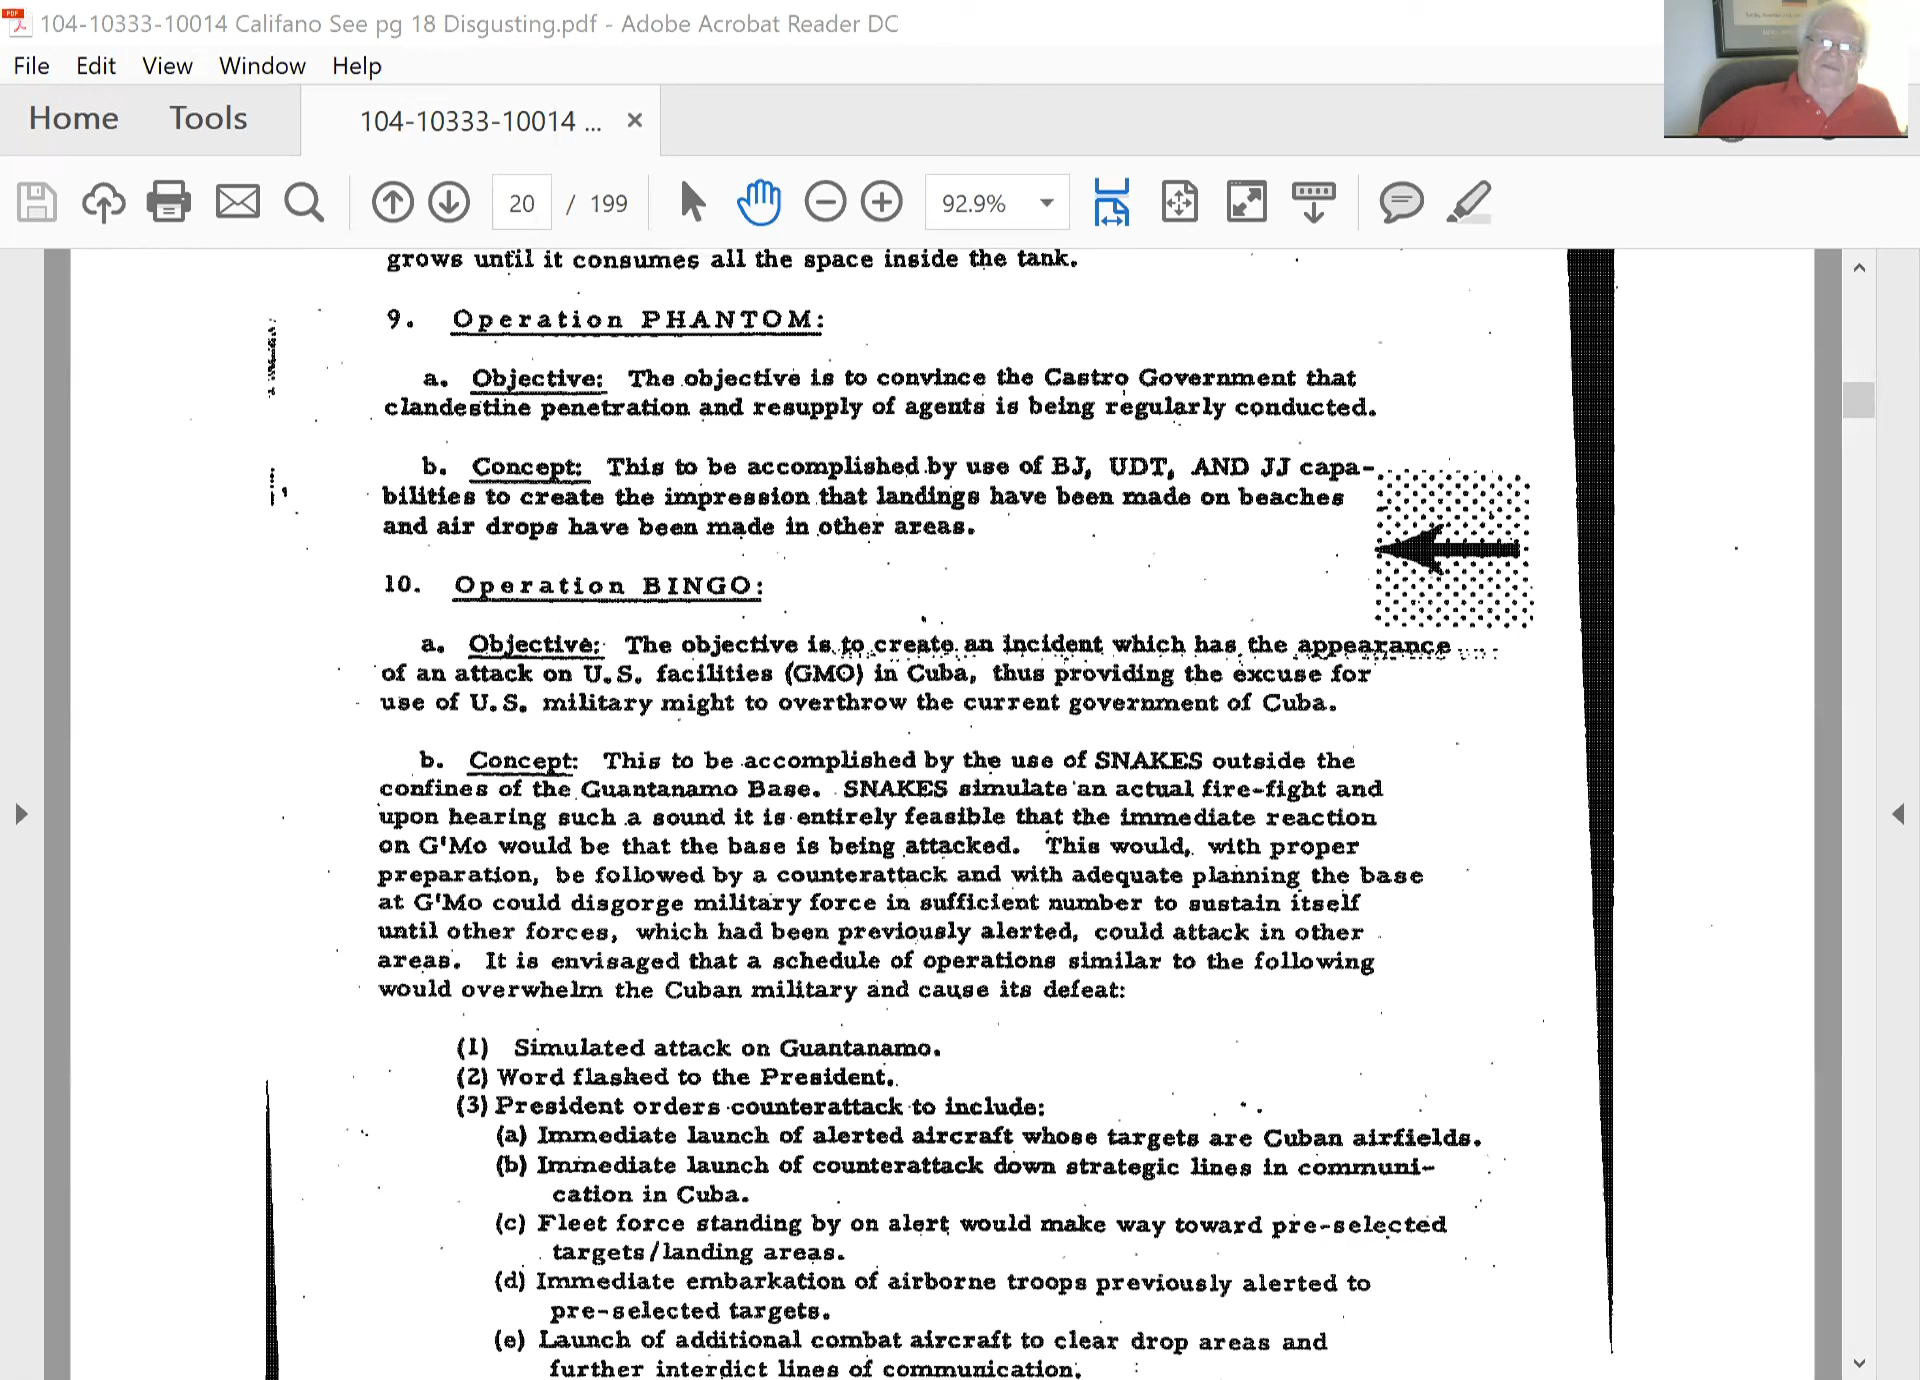 104-10333-10014 Califano See pg 18 Disgusting.pdf - Adobe Acrobat Reader DC
File Edit View Window Help
Home Tools 104-10333-10014 ... ×
20 / 199 92.9%
grows until it consumes all the space inside the tank.
9. Operation PHANTOM:
a. Objective: The objective is to convince the Castro Government that
clandestine penetration and resupply of agents is being regularly conducted.
b. Concept: This to be accomplished by use of BJ, UDT, AND JJ capa-
bilities to create the impression that landings have been made on beaches
and air drops have been made in other areas.
10. Operation BINGO:
a. Objective: The objective is to create an incident which has the appearance
of an attack on U.S. facilities (GMO) in Cuba, thus providing the excuse for
use of U.S. military might to overthrow the current government of Cuba.
b. Concept: This to be accomplished by the use of SNAKES outside the
confines of the Guantanamo Base. SNAKES simulate an actual fire-fight and
upon hearing such a sound it is entirely feasible that the immediate reaction
on G'Mo would be that the base is being attacked. This would, with proper
preparation, be followed by a counterattack and with adequate planning the base
at G'Mo could disgorge military force in sufficient number to sustain itself
until other forces, which had been previously alerted, could attack in other
areas. It is envisaged that a schedule of operations similar to the following
would overwhelm the Cuban military and cause its defeat:
(1) Simulated attack on Guantanamo.
(2) Word flashed to the President.
(3) President orders counterattack to include:
(a) Immediate launch of alerted aircraft whose targets are Cuban airfields.
(b) Immediate launch of counterattack down strategic lines in communi-
cation in Cuba.
(c) Fleet force standing by on alert would make way toward pre-selected
targets/landing areas.
(d) Immediate embarkation of airborne troops previously alerted to
pre-selected targets.
(e) Launch of additional combat aircraft to clear drop areas and
further interdict lines of communication.